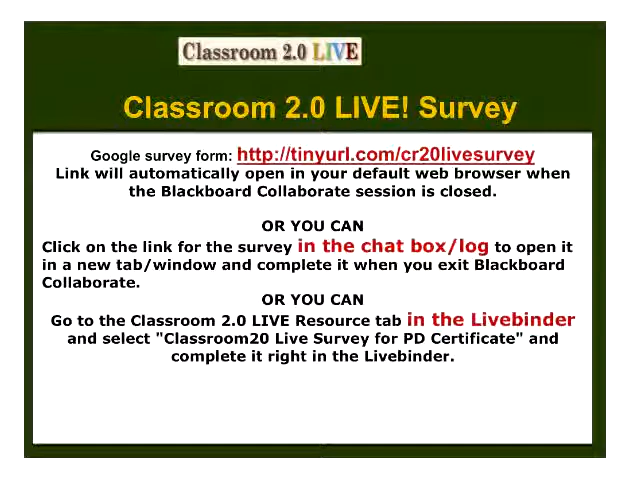 Classroom 2.0 LIVE
Classroom 2.0 LIVE! Survey
Google survey form: http://tinyurl.com/cr20livesurvey
Link will automatically open in your default web browser when
the Blackboard Collaborate session is closed.
OR YOU CAN
Click on the link for the survey in the chat box/log to open it
in a new tab/window and complete it when you exit Blackboard
Collaborate.
OR YOU CAN
Go to the Classroom 2.0 LIVE Resource tab in the Livebinder
and select "Classroom20 Live Survey for PD Certificate" and
complete it right in the Livebinder.